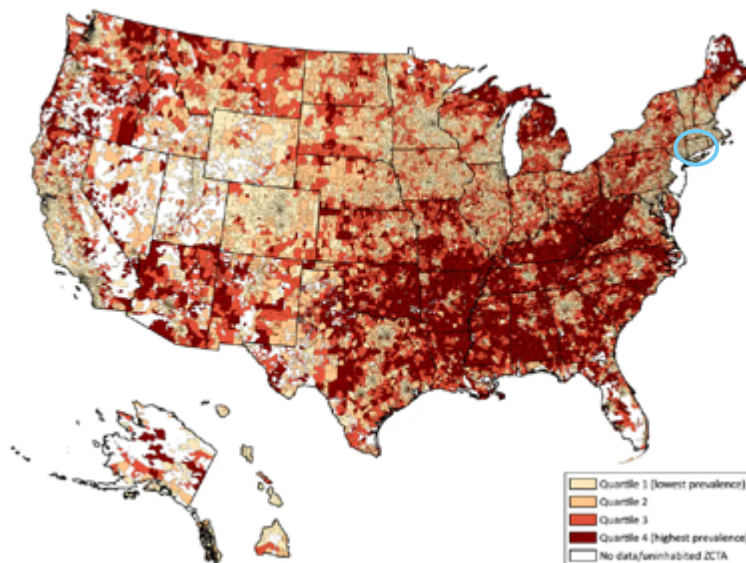 Quartile 1 (lowest prevalence)
Quartile 2
Quartile 3
Quartile 4 (highest prevalence)
No data/uninhabited ZCTA